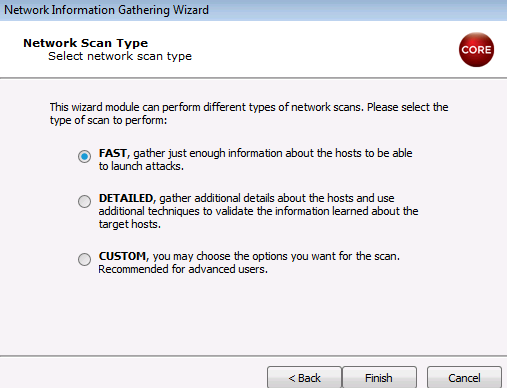 Network Information Gathering Wizard
Network Scan Type
Select network scan type
CORE
This wizard module can perform different types of network scans. Please select the
type of scan to perform:
FAST, gather just enough information about the hosts to be able
to launch attacks.
DETAILED, gather additional details about the hosts and use
additional techniques to validate the information learned about the
target hosts.
CUSTOM, you may choose the options you want for the scan.
Recommended for advanced users.
< Back
Finish
Cancel